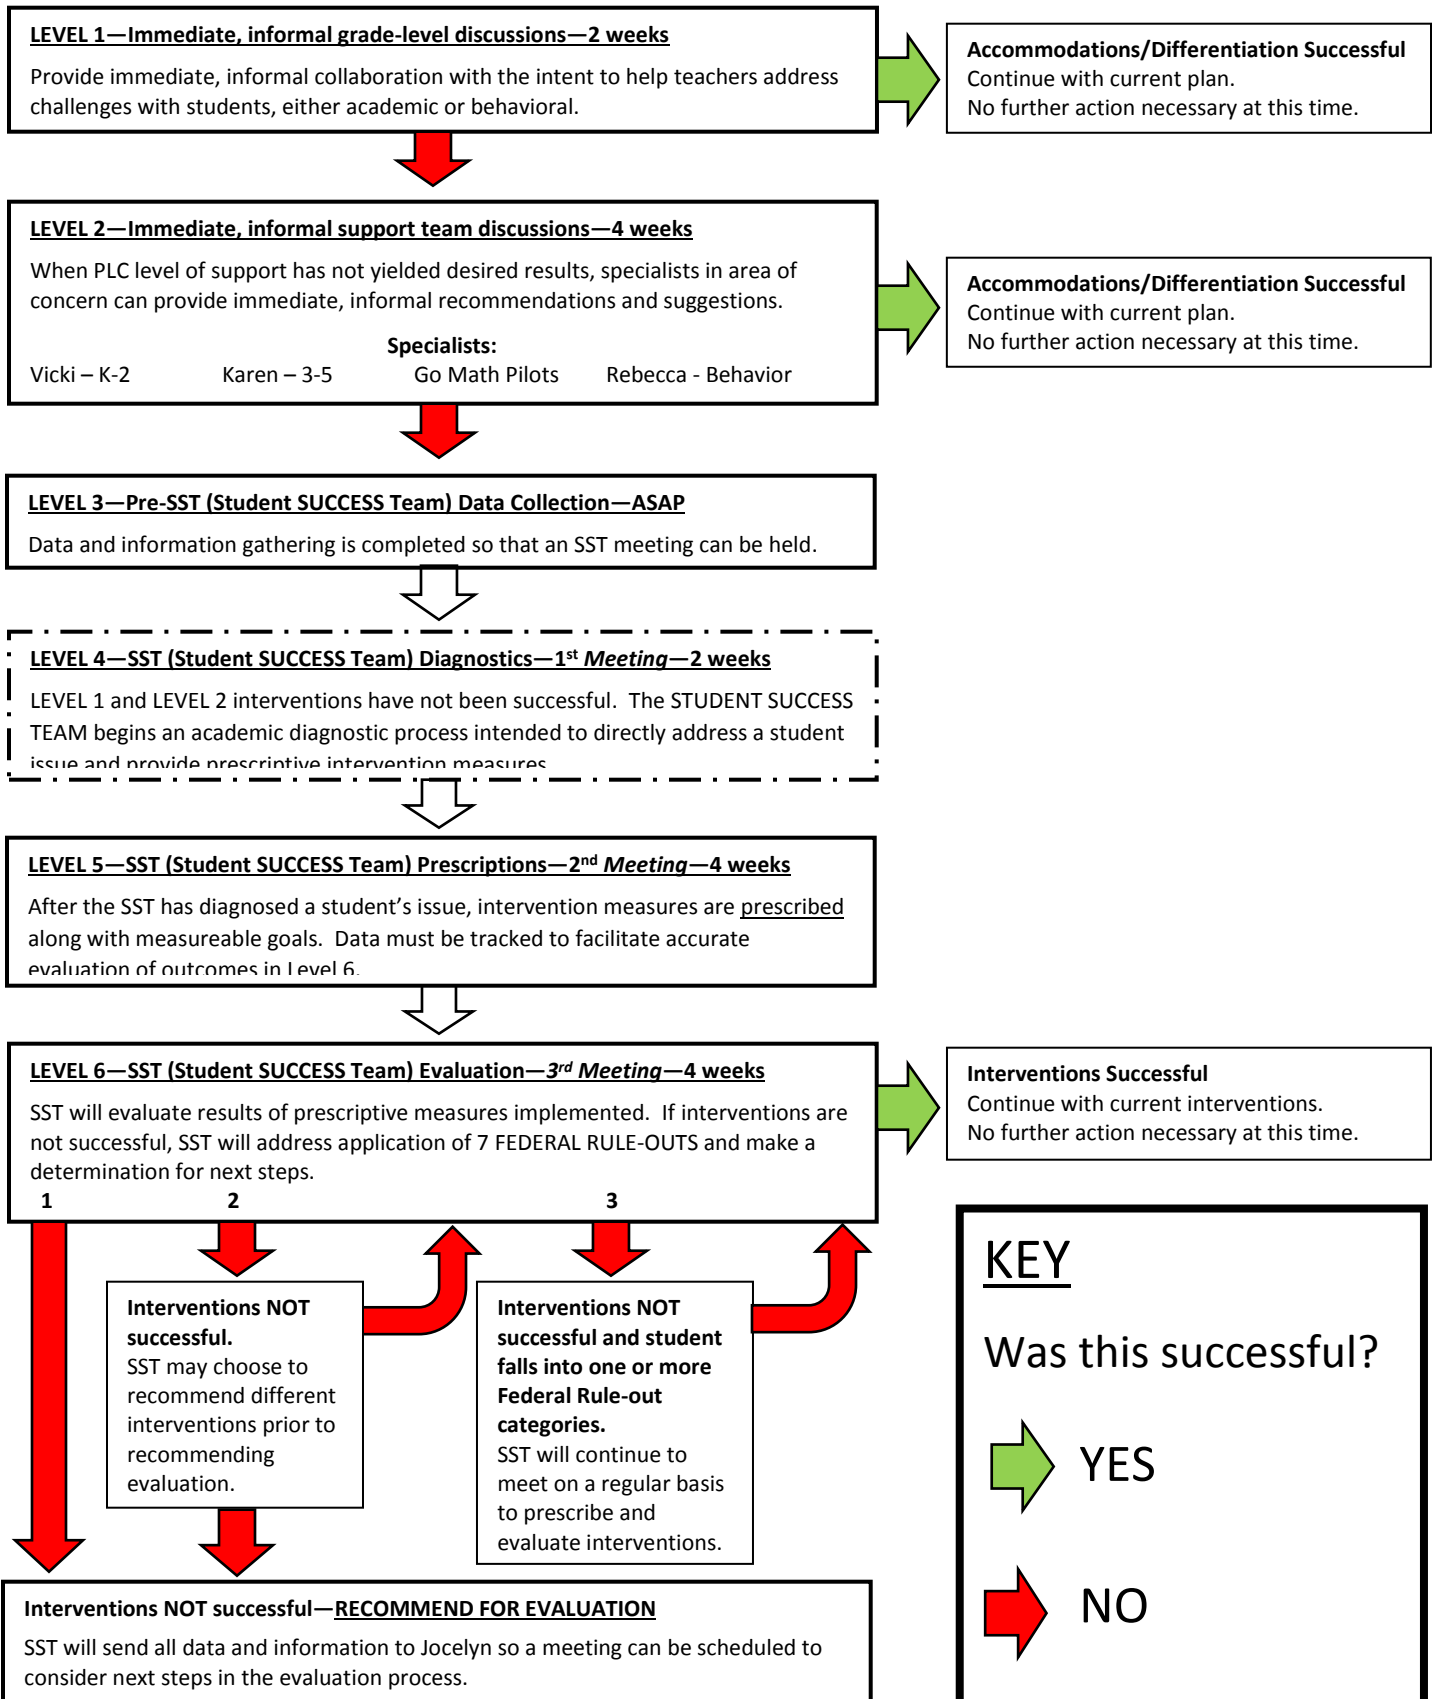 LEVEL 1—Immediate, informal grade-level discussions—2 weeks
Provide immediate, informal collaboration with the intent to help teachers address
challenges with students, either academic or behavioral.
Accommodations/Differentiation Successful
Continue with current plan.
No further action necessary at this time.
LEVEL 2—Immediate, informal support team discussions—4 weeks
When PLC level of support has not yielded desired results, specialists in area of
concern can provide immediate, informal recommendations and suggestions.
Specialists:
Vicki – K-2 Karen – 3-5 Go Math Pilots Rebecca - Behavior
Accommodations/Differentiation Successful
Continue with current plan.
No further action necessary at this time.
LEVEL 3—Pre-SST (Student SUCCESS Team) Data Collection—ASAP
Data and information gathering is completed so that an SST meeting can be held.
LEVEL 4—SST (Student SUCCESS Team) Diagnostics—1st Meeting—2 weeks
LEVEL 1 and LEVEL 2 interventions have not been successful. The STUDENT SUCCESS
TEAM begins an academic diagnostic process intended to directly address a student
issue and provide prescriptive intervention measures
LEVEL 5—SST (Student SUCCESS Team) Prescriptions—2nd Meeting—4 weeks
After the SST has diagnosed a student's issue, intervention measures are prescribed
along with measureable goals. Data must be tracked to facilitate accurate
evaluation of outcomes in Level 6.
LEVEL 6—SST (Student SUCCESS Team) Evaluation—3rd Meeting—4 weeks
SST will evaluate results of prescriptive measures implemented. If interventions are
not successful, SST will address application of 7 FEDERAL RULE-OUTS and make a
determination for next steps.
1 2 3
Interventions Successful
Continue with current interventions.
No further action necessary at this time.
Interventions NOT
successful.
SST may choose to
recommend different
interventions prior to
recommending
evaluation.
Interventions NOT
successful and student
falls into one or more
Federal Rule-out
categories.
SST will continue to
meet on a regular basis
to prescribe and
evaluate interventions.
Interventions NOT successful—RECOMMEND FOR EVALUATION
SST will send all data and information to Jocelyn so a meeting can be scheduled to
consider next steps in the evaluation process.
KEY
Was this successful?
YES
NO